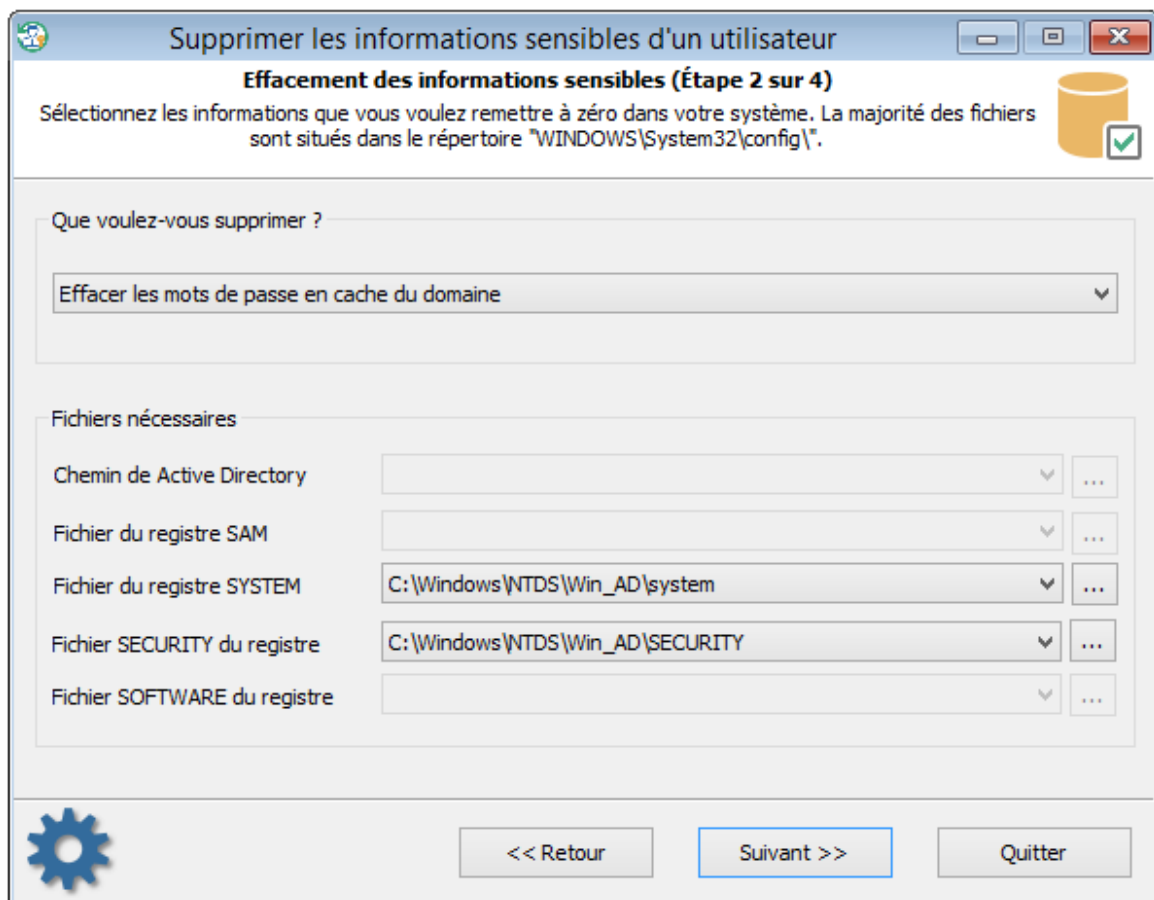 Supprimer les informations sensibles d'un utilisateur
Effacement des informations sensibles (Étape 2 sur 4)
Sélectionnez les informations que vous voulez remettre à zéro dans votre système. La majorité des fichiers
sont situés dans le répertoire "WINDOWS\System32\config\".
Que voulez-vous supprimer ?
Effacer les mots de passe en cache du domaine
Fichiers nécessaires
Chemin de Active Directory
...
Fichier du registre SAM
...
Fichier du registre SYSTEM
C:\Windows\NTDS\Win_AD\system
...
Fichier SECURITY du registre
C:\Windows\NTDS\Win_AD\SECURITY
...
Fichier SOFTWARE du registre
...
<< Retour
Suivant >>
Quitter